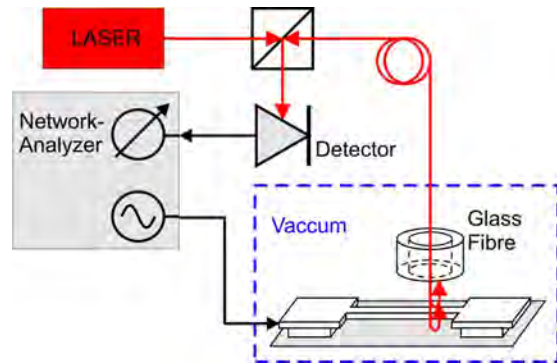 LASER
Network-
Analyzer
Detector
Vaccum
Glass
Fibre